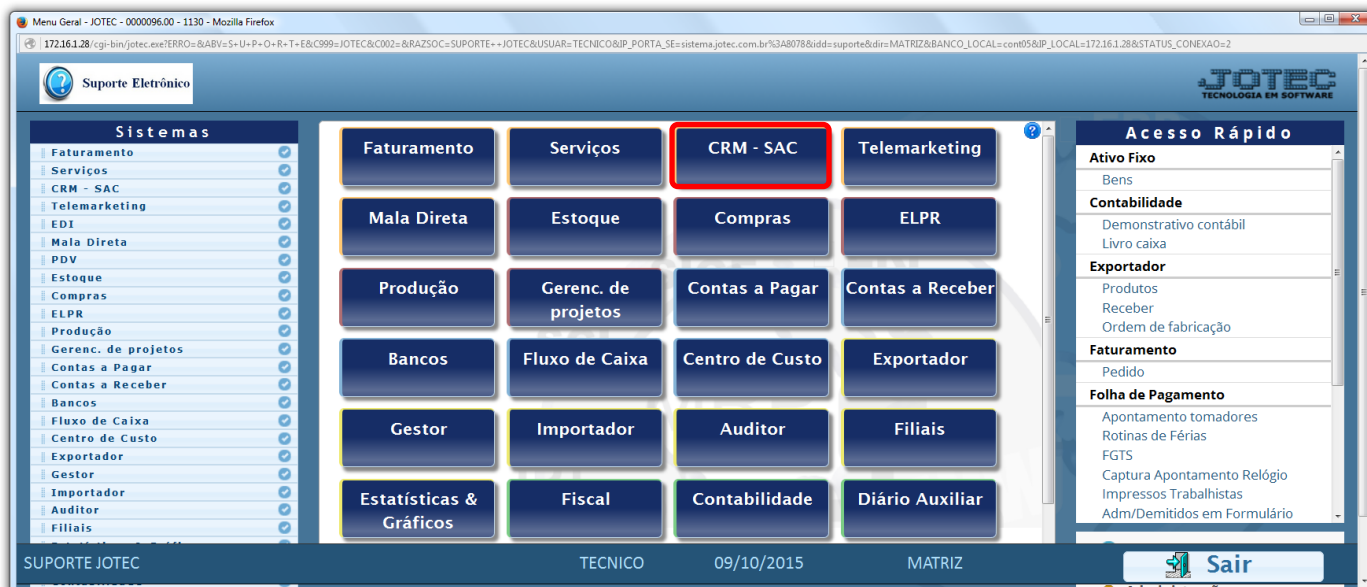 Menu Geral - JOTEC - 0000096.00 - 1130 - Mozilla Firefox
172.16.1.28/cgi-bin/jotec.exe?ERRO=&ABV=S+U+P+O+R+T+E&C999=JOTEC&C002=&RAZSOC=SUPORTE++JOTEC&USUAR=TECNICO&IP_PORTA_SE=sistema.jotec.com.br%3A8078&idd=suporte&dir=MATRIZ&BANCO_LOCAL=cont05&IP_LOCAL=172.16.1.28&STATUS_CONEXAO=2
Suporte Eletrônico
JOTEC
TECNOLOGIA EM SOFTWARE
Sistemas
Faturamento
Serviços
CRM - SAC
Telemarketing
EDI
Mala Direta
PDV
Estoque
Compras
ELPR
Produção
Gerenc. de projetos
Contas a Pagar
Contas a Receber
Bancos
Fluxo de Caixa
Centro de Custo
Exportador
Gestor
Importador
Auditor
Filiais
Faturamento
Serviços
CRM - SAC
Telemarketing
Mala Direta
Estoque
Compras
ELPR
Produção
Gerenc. de
projetos
Contas a Pagar
Contas a Receber
Bancos
Fluxo de Caixa
Centro de Custo
Exportador
Gestor
Importador
Auditor
Filiais
Estatísticas &
Gráficos
Fiscal
Contabilidade
Diário Auxiliar
Acesso Rápido
Ativo Fixo
Bens
Contabilidade
Demonstrativo contábil
Livro caixa
Exportador
Produtos
Receber
Ordem de fabricação
Faturamento
Pedido
Folha de Pagamento
Apontamento tomadores
Rotinas de Férias
FGTS
Captura Apontamento Relógio
Impressos Trabalhistas
Adm/Demitidos em Formulário
SUPORTE JOTEC
TECNICO
09/10/2015
MATRIZ
Sair